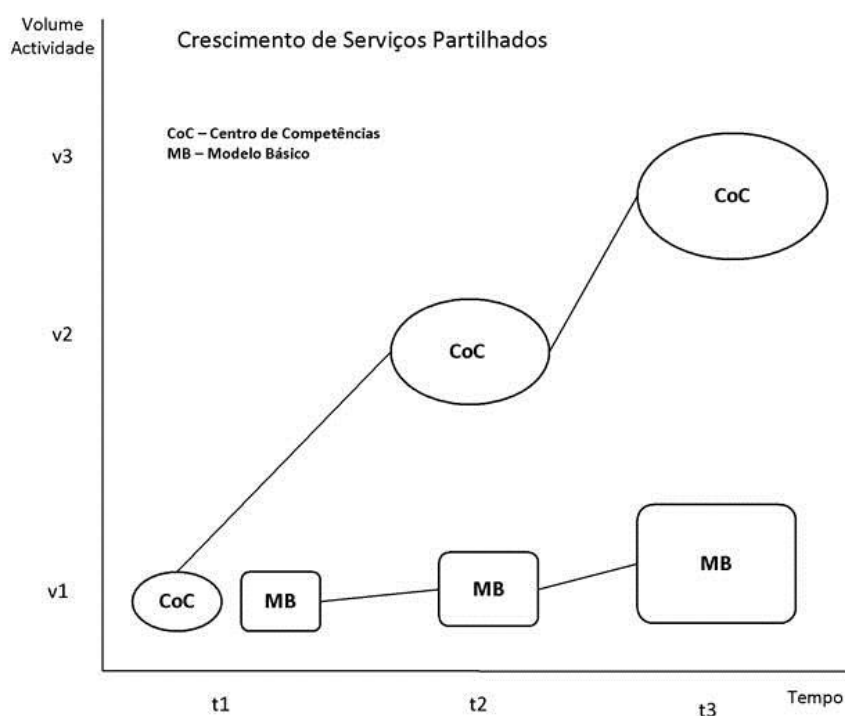 Volume
Actividade
Crescimento de Serviços Partilhados
CoC – Centro de Competências
MB – Modelo Básico
v3
CoC
v2
CoC
MB
v1
CoC
MB
MB
t1
t2
t3
Tempo